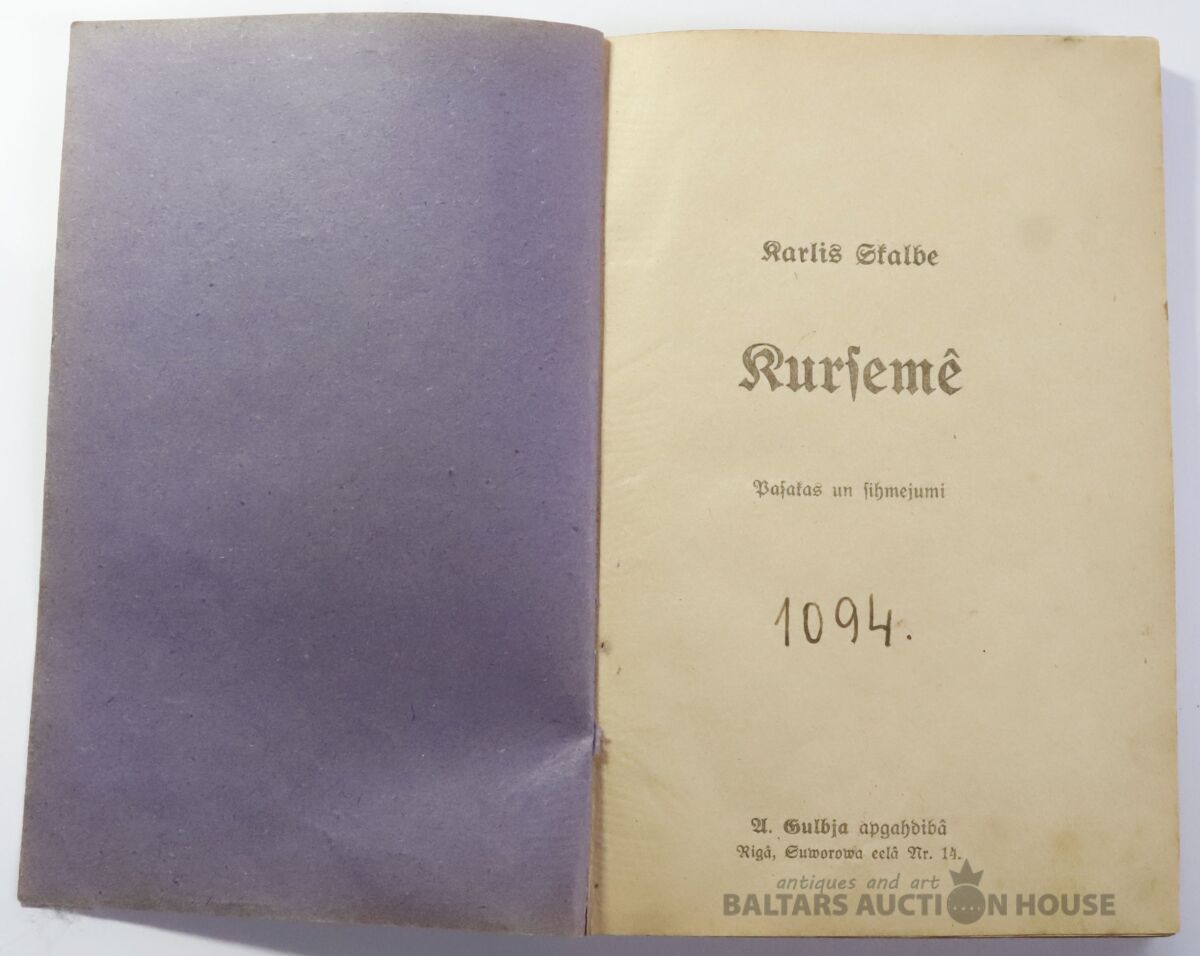 Karlis Skalbe
Kurſemê
Paſakas un ſihmejumi
1094.
A. Gulbja apgahdibâ
Rigâ, Suworowa eelâ Nr. 14.
antiques and art
BALTARS AUCTION HOUSE